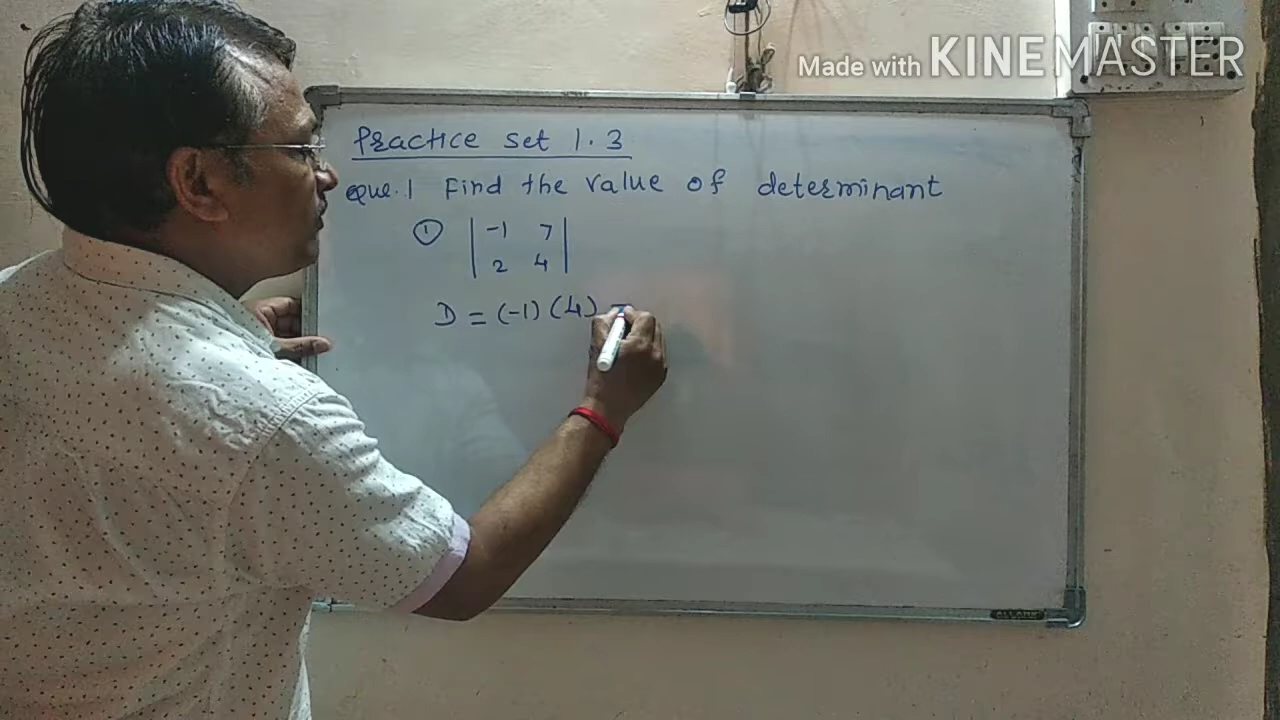 Made with KINEMASTER
Practice set 1.3
Que.1 Find the value of determinant
① | -1 7 |
| 2 4 |
D = (-1) (4) -
ALLANO